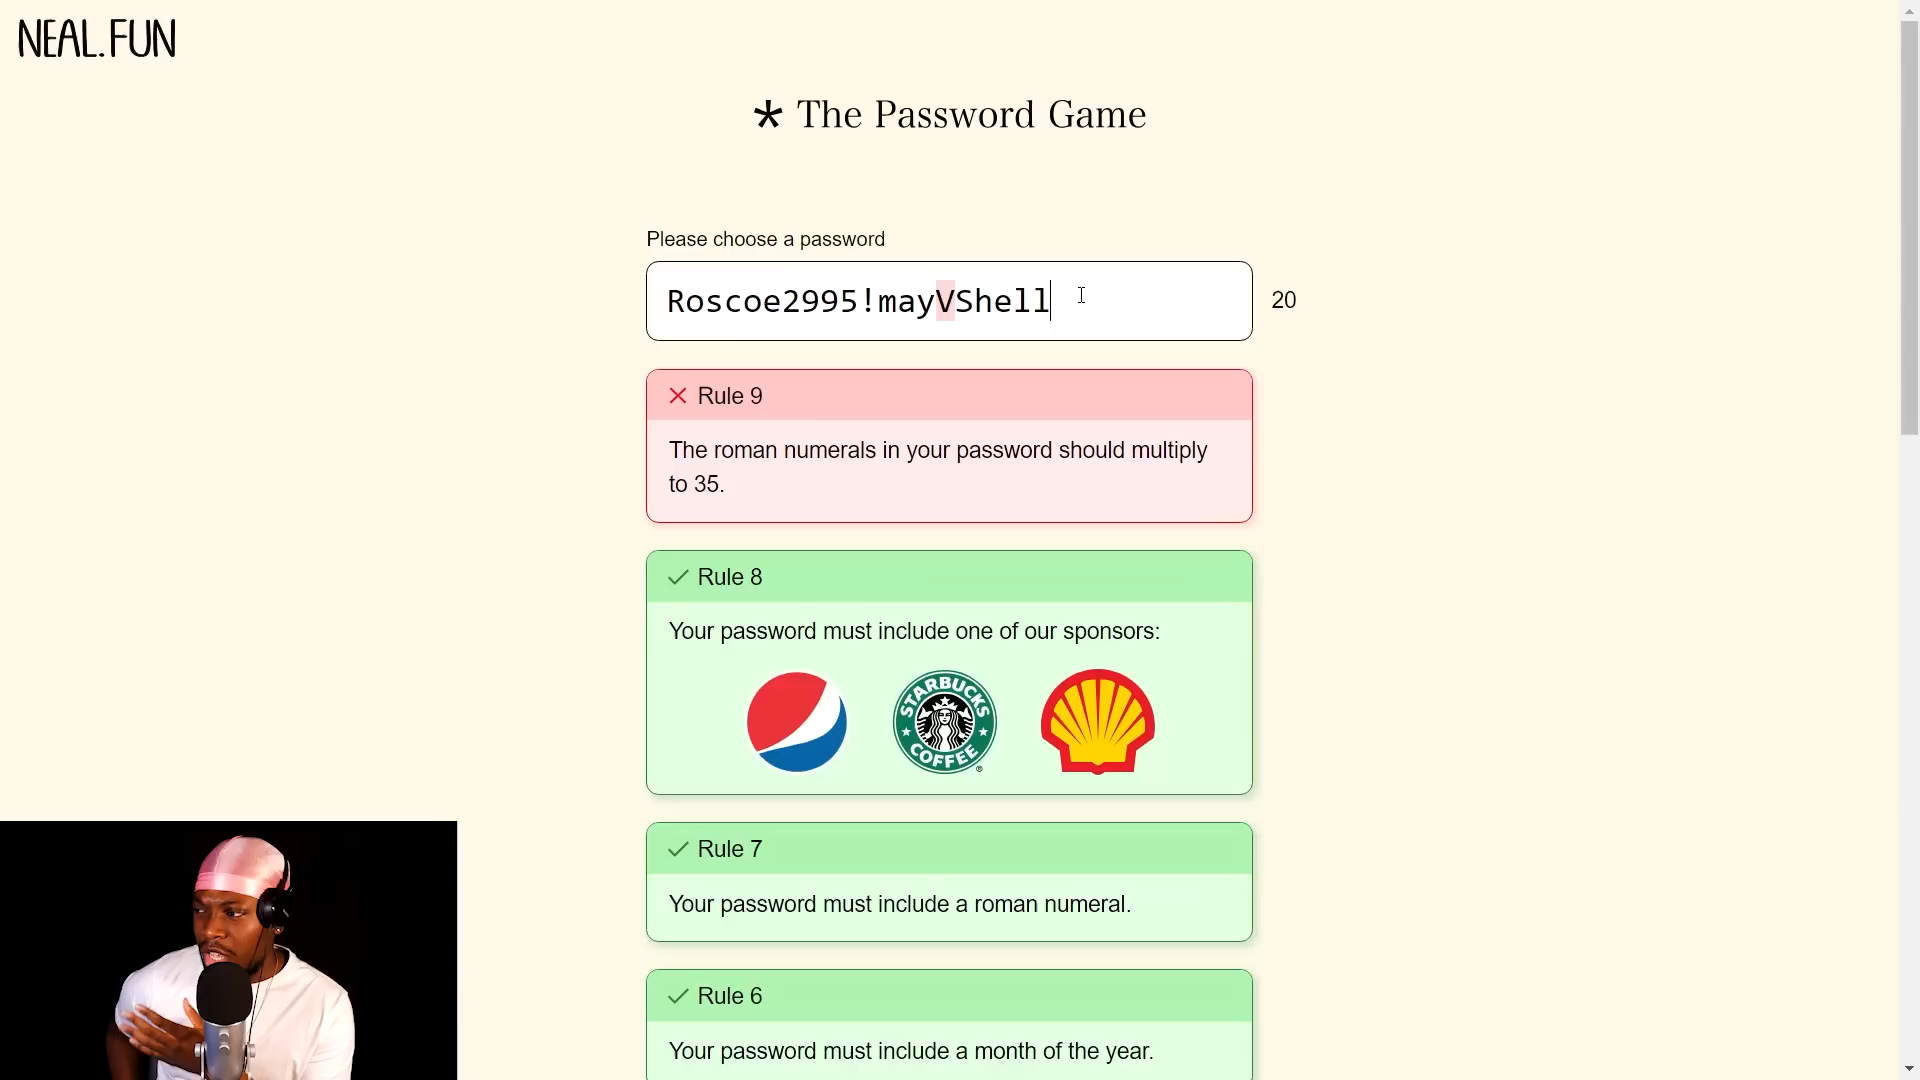 NEAL.FUN
* The Password Game
Please choose a password
Roscoe2995!mayVShell
20
Rule 9
The roman numerals in your password should multiply
to 35.
Rule 8
Your password must include one of our sponsors:
STARBUCKS
COFFEE
®
Rule 7
Your password must include a roman numeral.
Rule 6
Your password must include a month of the year.